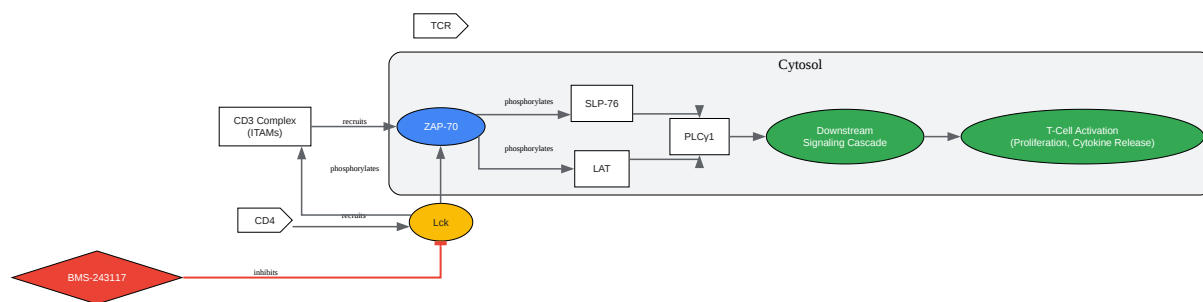 TCR
Cytosol
CD3 Complex
(ITAMs)
recruits
ZAP-70
phosphorylates
SLP-76
phosphorylates
LAT
PLCγ1
Downstream
Signaling Cascade
T-Cell Activation
(Proliferation, Cytokine Release)
phosphorylates
CD4
recruits
Lck
BMS-243117
inhibits